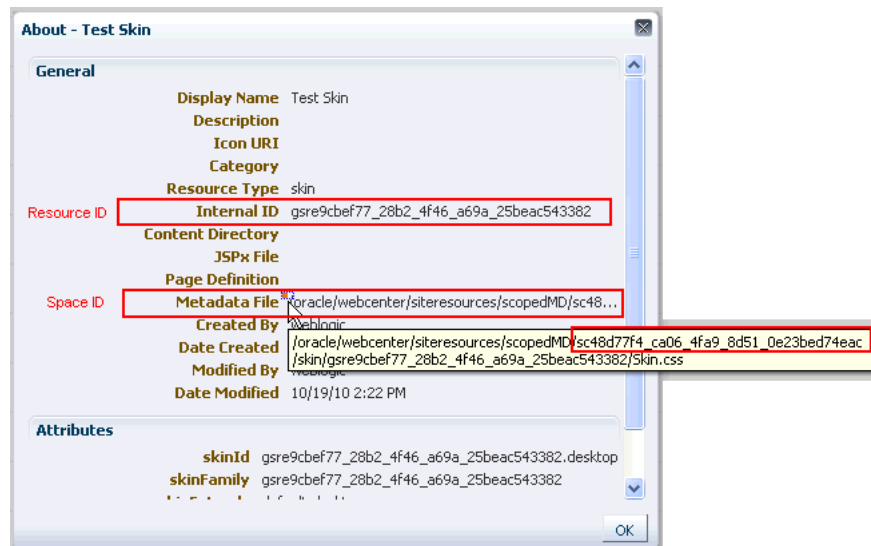 About - Test Skin
General
Display Name Test Skin
Description
Icon URI
Category
Resource Type skin
Resource ID Internal ID gsre9cbef77_28b2_4f46_a69a_25beac543382
Content Directory
JSPx File
Page Definition
Space ID Metadata File /oracle/webcenter/siteresources/scopedMD/sc48...
Created By weblogic
/oracle/webcenter/siteresources/scopedMD/sc48d77f4_ca06_4fa9_8d51_0e23bed74eac
/skin/gsre9cbef77_28b2_4f46_a69a_25beac543382/Skin.css
Date Created
Modified By weblogic
Date Modified 10/19/10 2:22 PM
Attributes
skinId gsre9cbef77_28b2_4f46_a69a_25beac543382.desktop
skinFamily gsre9cbef77_28b2_4f46_a69a_25beac543382
OK